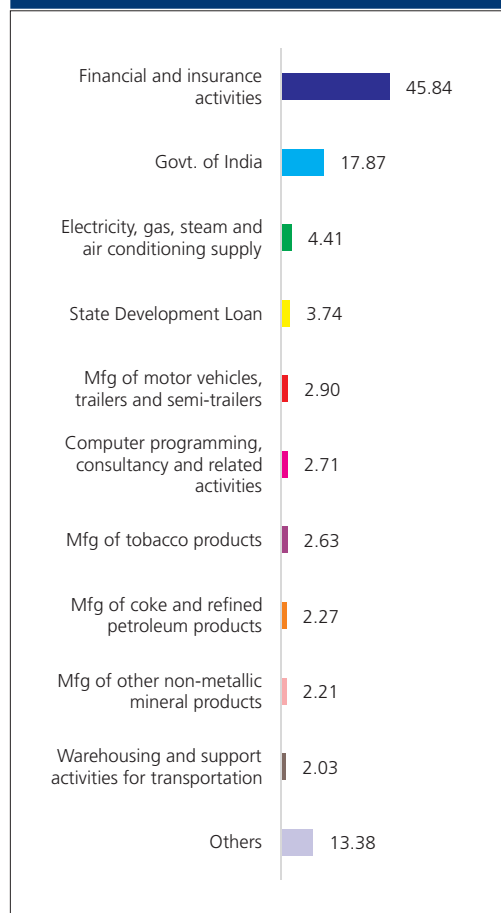 Financial and insurance
activities
45.84
Govt. of India
17.87
Electricity, gas, steam and
air conditioning supply
4.41
State Development Loan
3.74
Mfg of motor vehicles,
trailers and semi-trailers
2.90
Computer programming,
consultancy and related
activities
2.71
Mfg of tobacco products
2.63
Mfg of coke and refined
petroleum products
2.27
Mfg of other non-metallic
mineral products
2.21
Warehousing and support
activities for transportation
2.03
Others
13.38